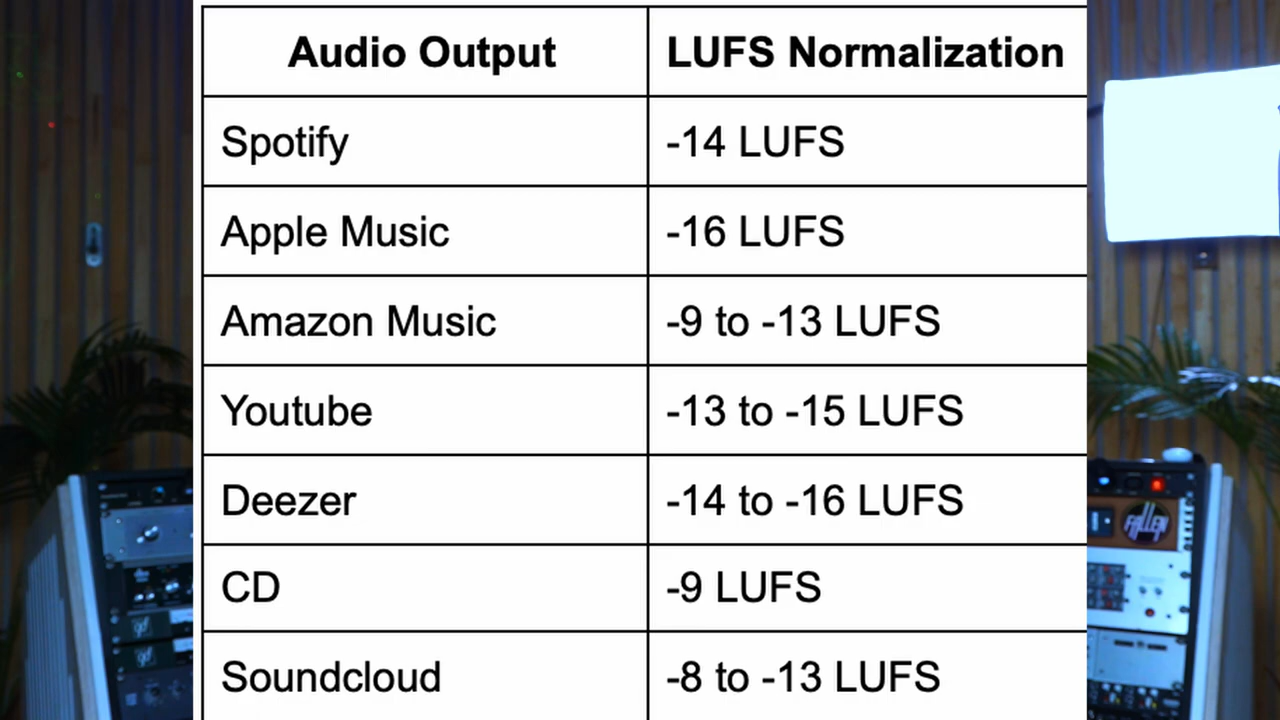 Audio Output LUFS Normalization
Spotify -14 LUFS
Apple Music -16 LUFS
Amazon Music -9 to -13 LUFS
Youtube -13 to -15 LUFS
Deezer -14 to -16 LUFS
CD -9 LUFS
Soundcloud -8 to -13 LUFS
FALLEN